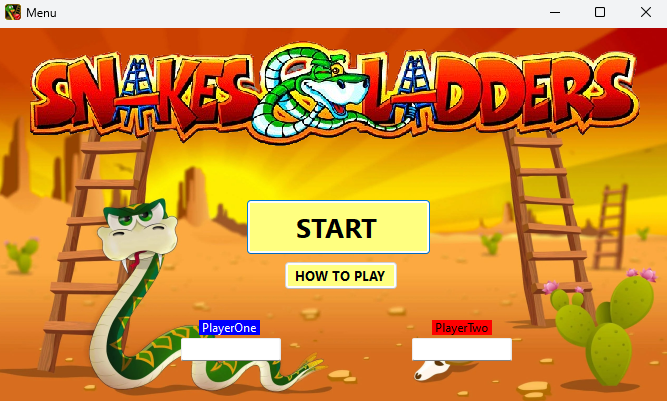 Menu
SNAKES & LADDERS
START
HOW TO PLAY
PlayerOne
PlayerTwo